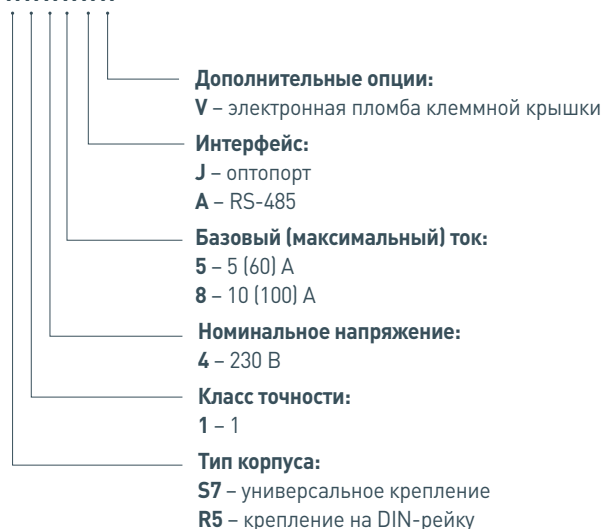 Дополнительные опции:
V – электронная пломба клеммной крышки
Интерфейс:
J – оптопорт
A – RS-485
Базовый (максимальный) ток:
5 – 5 (60) А
8 – 10 (100) А
Номинальное напряжение:
4 – 230 В
Класс точности:
1 – 1
Тип корпуса:
S7 – универсальное крепление
R5 – крепление на DIN-рейку